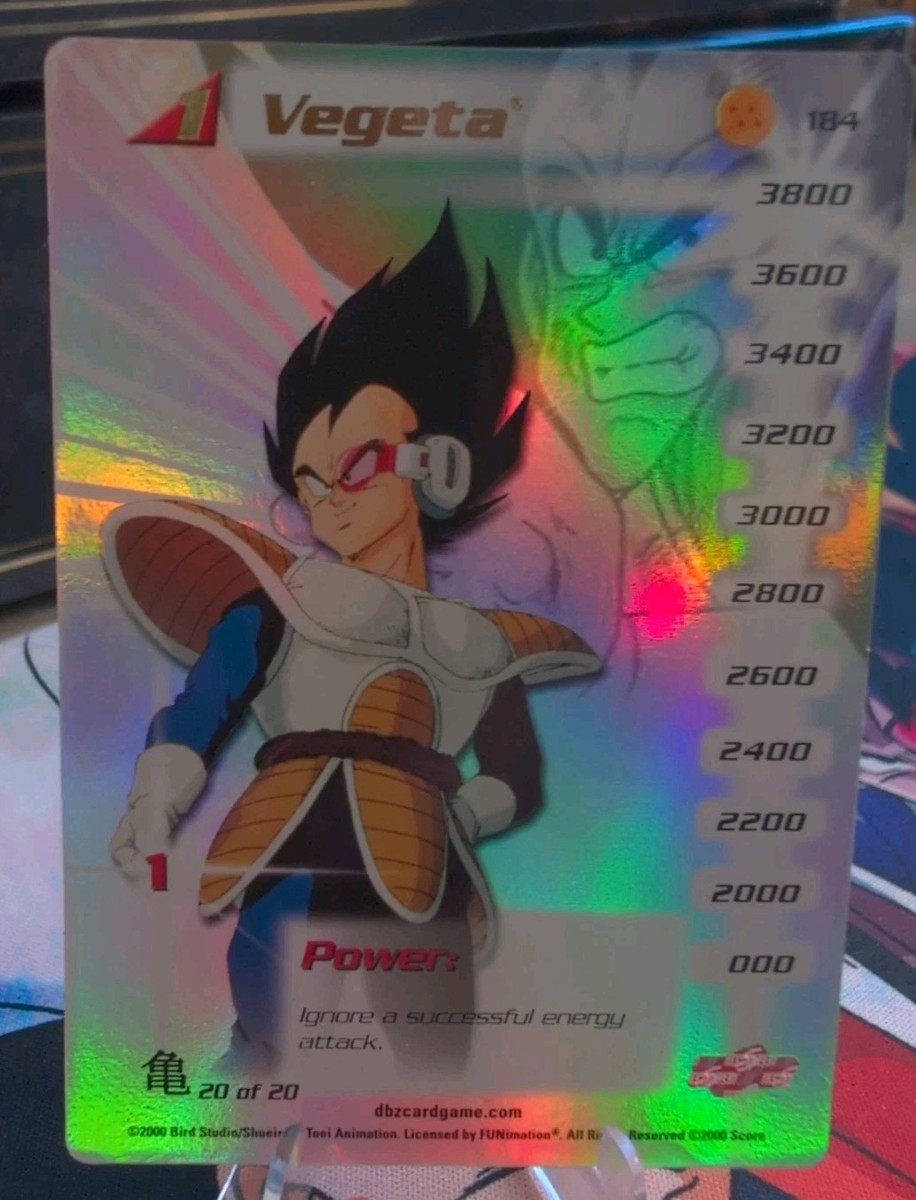 1 Vegeta® 184
3800
3600
3400
3200
3000
2800
2600
2400
2200
2000
000
1
Power:
Ignore a successful energy
attack.
亀 20 of 20
dbzcardgame.com
©2000 Bird Studio/Shueis Toei Animation. Licensed by FUNimation®. All Ri Reserved ©2000 Score